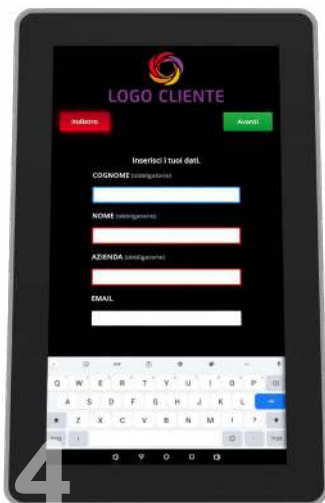 LOGO CLIENTE
Indietro
Avanti
Inserisci i tuoi dati.
COGNOME (obbligatorio)
NOME (obbligatorio)
AZIENDA (obbligatorio)
EMAIL
Q W E R T Y U I O P
A S D F G H J K L
Z X C V B N M ! ?
4